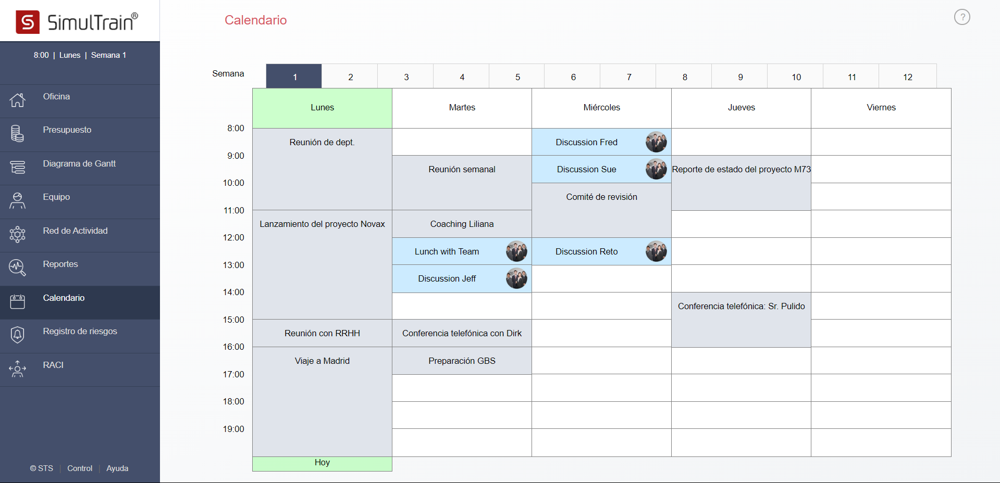 SimulTrain®
Calendario
?
8:00 | Lunes | Semana 1
Oficina
Presupuesto
Diagrama de Gantt
Equipo
Red de Actividad
Reportes
Calendario
Registro de riesgos
RACI
© STS | Control | Ayuda
Semana 1 2 3 4 5 6 7 8 9 10 11 12
Lunes Martes Miércoles Jueves Viernes
8:00
Reunión de dept. Discussion Fred
9:00
Reunión semanal Discussion Sue Reporte de estado del proyecto M73
10:00
Comité de revisión
11:00
Lanzamiento del proyecto Novax Coaching Liliana
12:00
Lunch with Team Discussion Reto
13:00
Discussion Jeff
14:00
Conferencia telefónica: Sr. Pulido
15:00
Reunión con RRHH Conferencia telefónica con Dirk
16:00
Viaje a Madrid Preparación GBS
17:00
18:00
19:00
Hoy